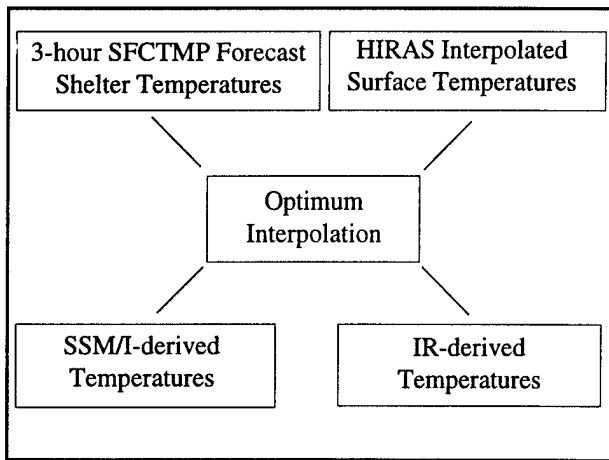 3-hour SFCTMP Forecast
Shelter Temperatures
HIRAS Interpolated
Surface Temperatures
Optimum
Interpolation
SSM/I-derived
Temperatures
IR-derived
Temperatures